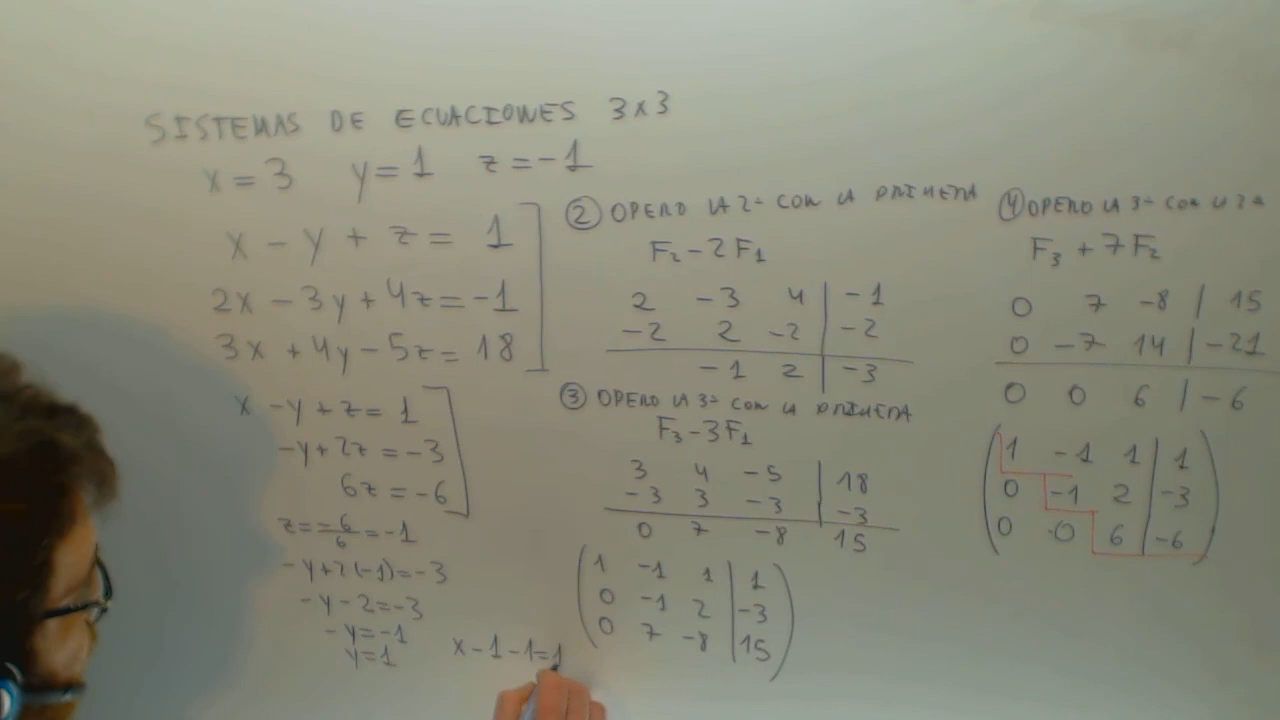 SISTEMAS DE ECUACIONES 3x3
x = 3 y = 1 z = -1
x - y + z = 1
2x - 3y + 4z = -1
3x + 4y - 5z = 18
x - y + z = 1
-y + 2z = -3
6z = -6
z = -6/6 = -1
-y + 2(-1) = -3
-y - 2 = -3
-y = -1
y = 1
x - 1 - 1 = 1
② OPERO LA 2ª CON LA PRIMERA
F₂ - 2F₁
2 -3 4 | -1
-2 2 -2 | -2
-1 2 | -3
③ OPERO LA 3ª CON LA PRIMERA
F₃ - 3F₁
3 4 -5 | 18
-3 3 -3 | -3
0 7 -8 15
1 -1 1 | 1
0 -1 2 | -3
0 7 -8 | 15
④ OPERO LA 3ª CON LA 2ª
F₃ + 7F₂
0 7 -8 | 15
0 -7 14 | -21
0 0 6 | -6
1 -1 1 | 1
0 -1 2 | -3
0 0 6 | -6